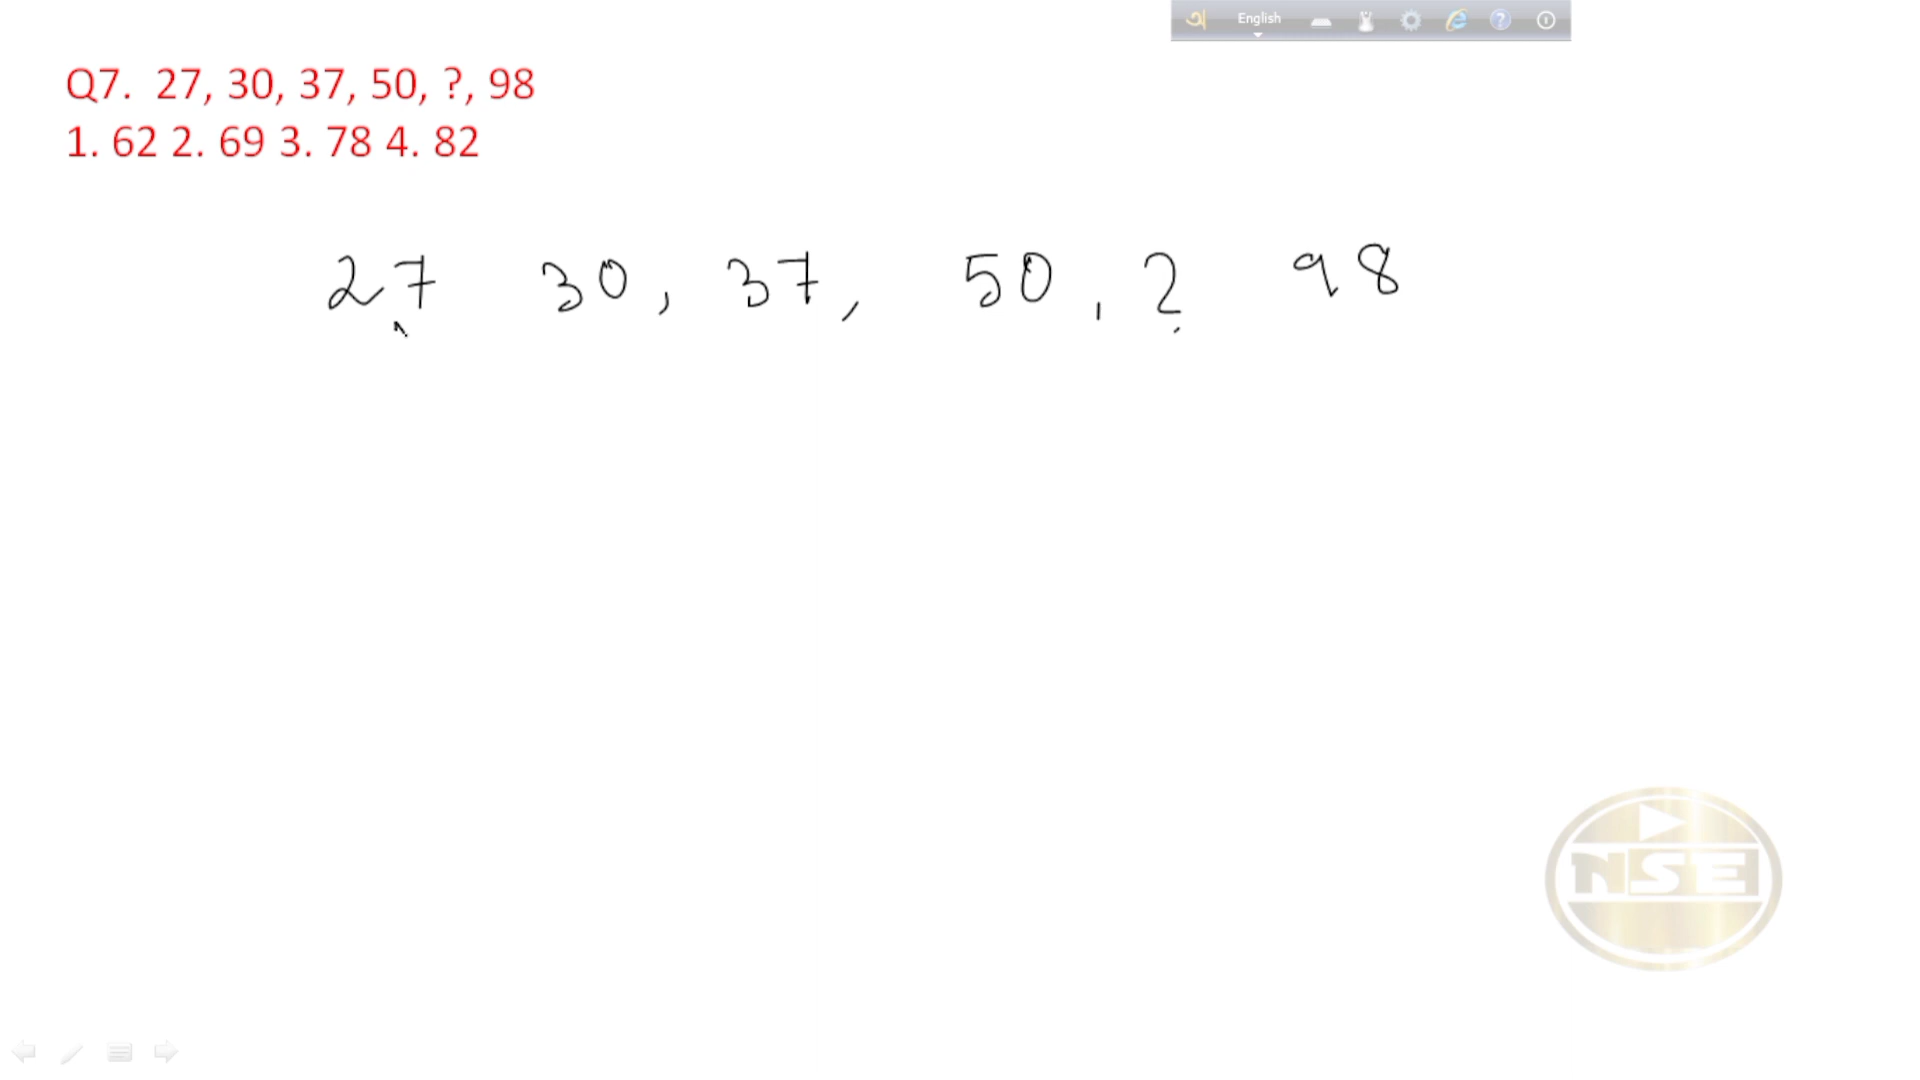 English
Q7. 27, 30, 37, 50, ?, 98
1. 62 2. 69 3. 78 4. 82
27 30, 37, 50, ? 98
NSE